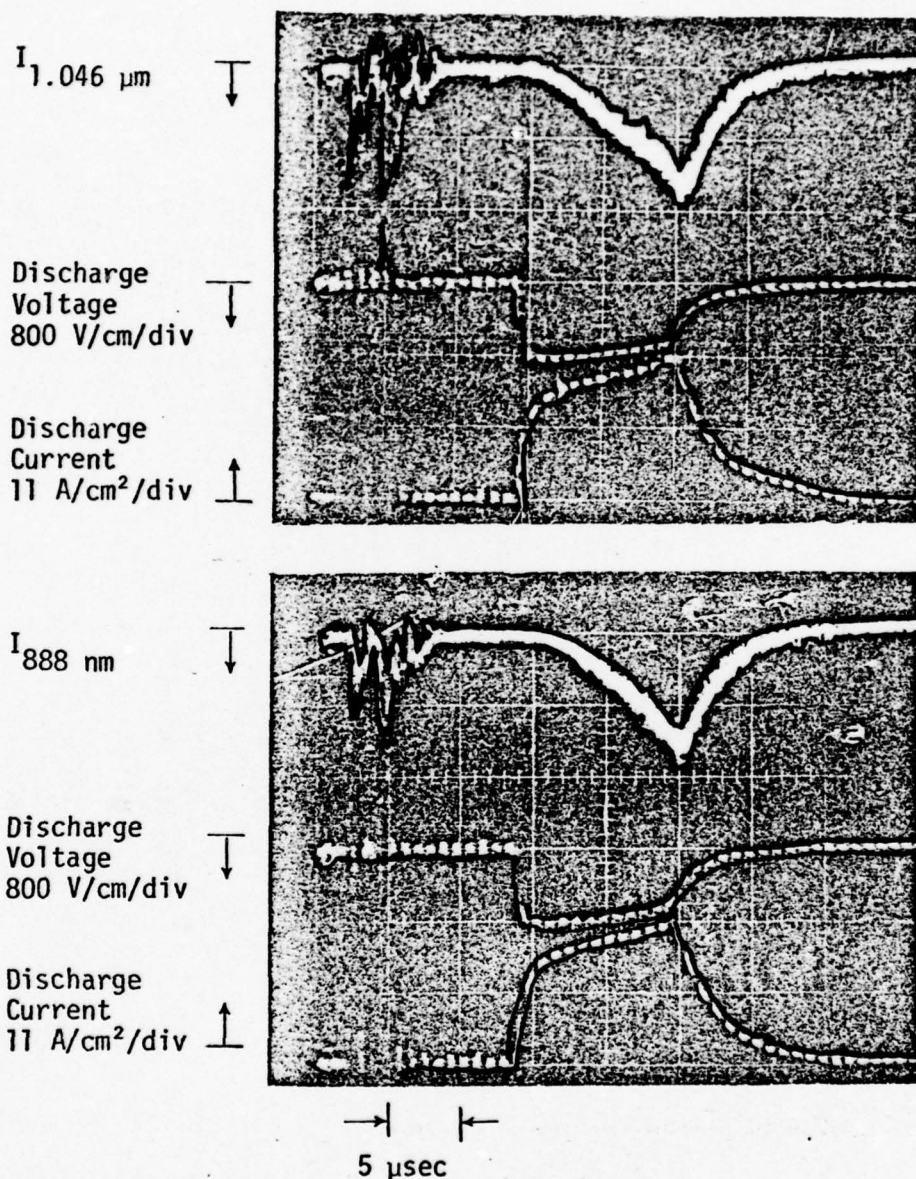 I1.046 μm
Discharge
Voltage
800 V/cm/div
Discharge
Current
11 A/cm²/div
I888 nm
Discharge
Voltage
800 V/cm/div
Discharge
Current
11 A/cm²/div
5 μsec